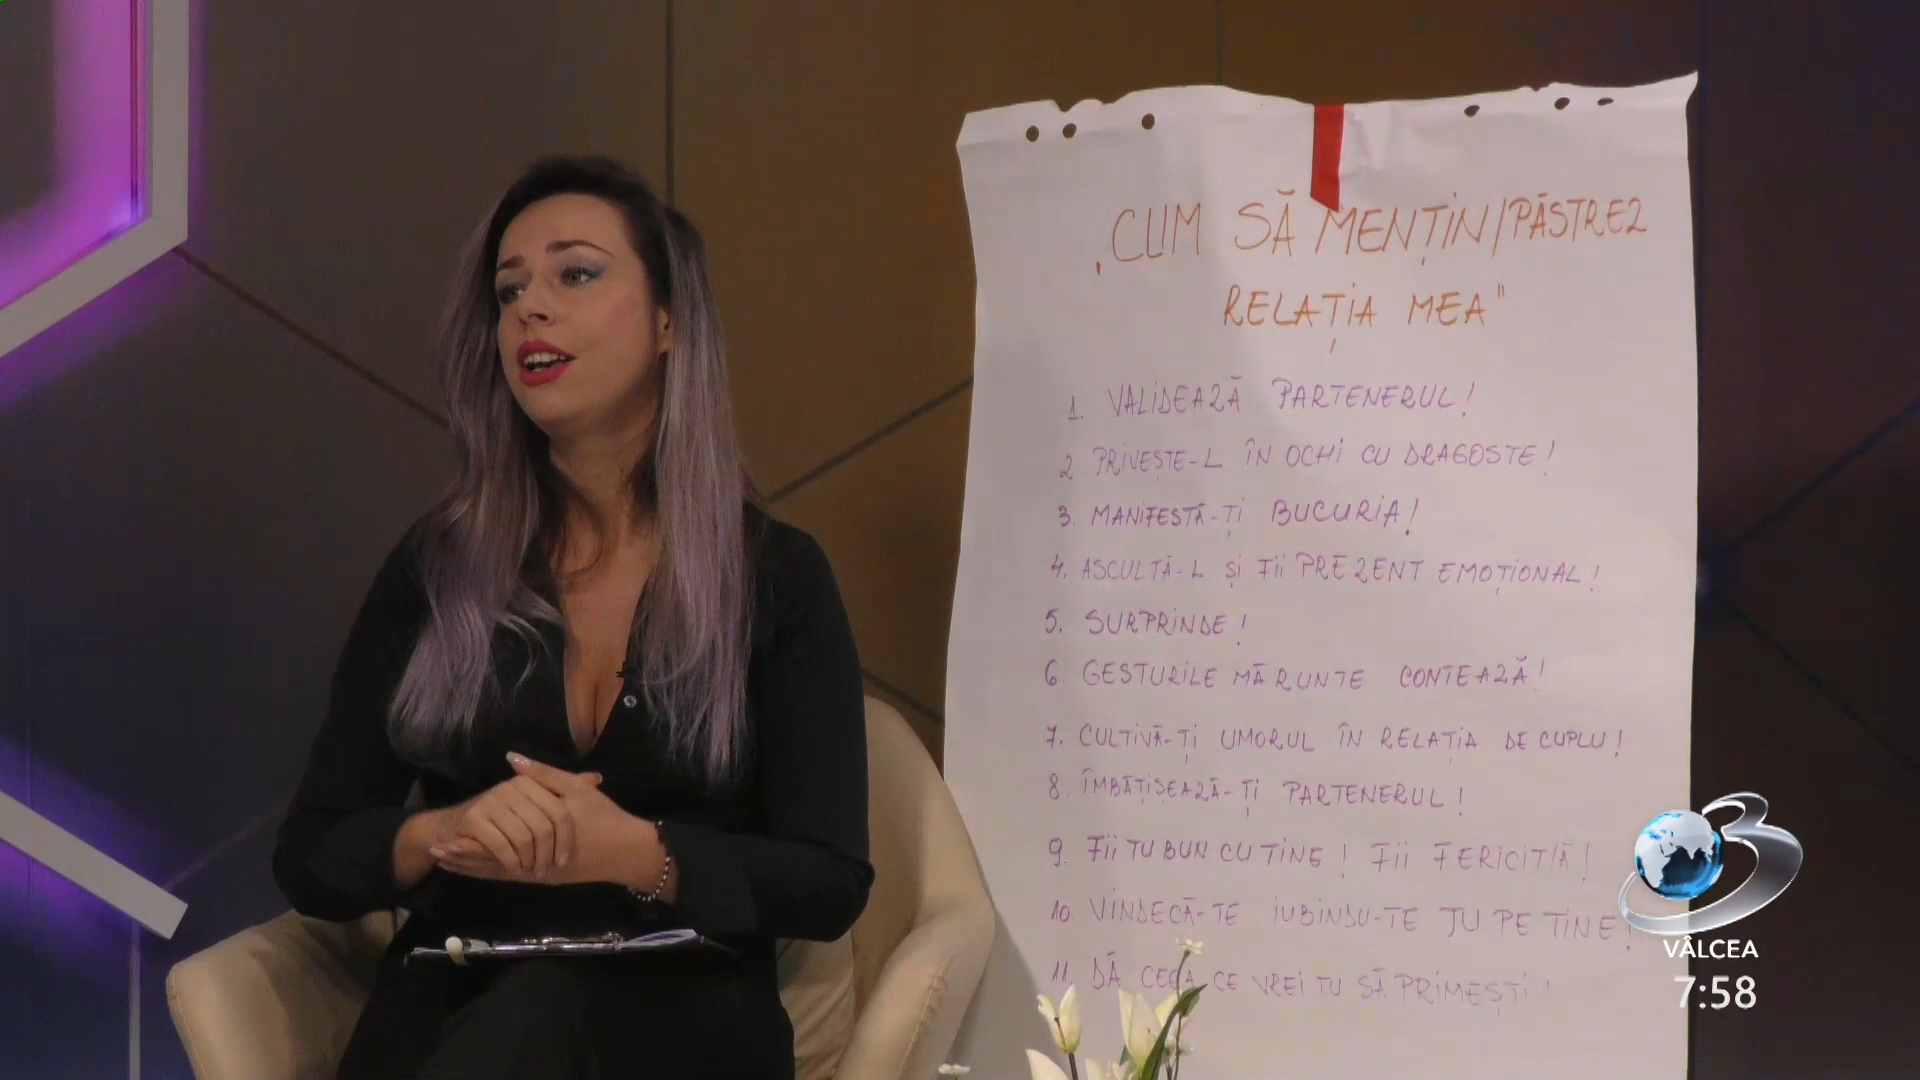 „CUM SĂ MENȚIN/PĂSTREZ
RELAȚIA MEA"
1. VALIDEAZĂ PARTENERUL!
2. PRIVEȘTE-L ÎN OCHI CU DRAGOSTE!
3. MANIFESTĂ-ȚI BUCURIA!
4. ASCULTĂ-L ȘI FII PREZENT EMOȚIONAL!
5. SURPRINDE!
6. GESTURILE MĂRUNTE CONTEAZĂ!
7. CULTIVĂ-ȚI UMORUL ÎN RELAȚIA DE CUPLU!
8. ÎMBĂȚIȘEAZĂ-ȚI PARTENERUL!
9. FII TU BUN CU TINE! FII FERICIT/Ă!
10. VINDECĂ-TE IUBINDU-TE TU PE TINE!
11. DĂ CEEA CE VREI TU SĂ PRIMEȘTI!
3
VÂLCEA
7:58